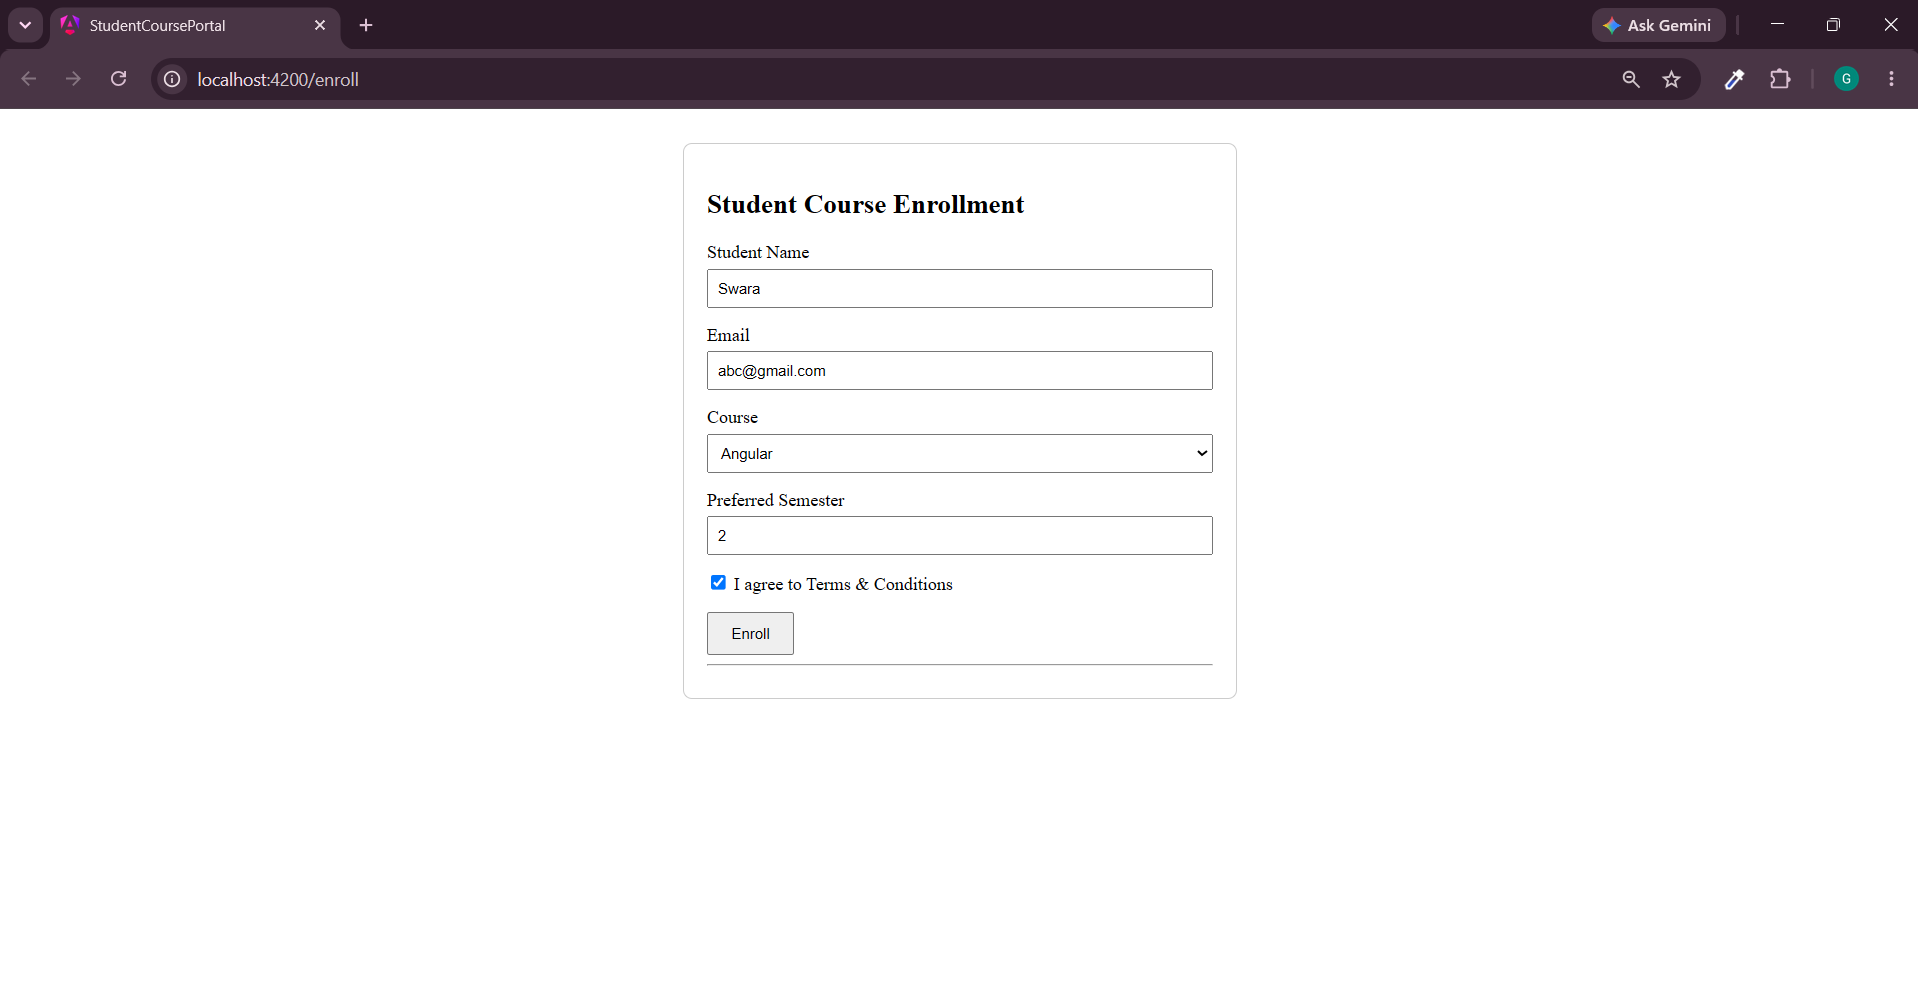 StudentCoursePortal
Ask Gemini
localhost:4200/enroll
G
Student Course Enrollment
Student Name
Swara
Email
abc@gmail.com
Course
Angular
Preferred Semester
2
I agree to Terms & Conditions
Enroll